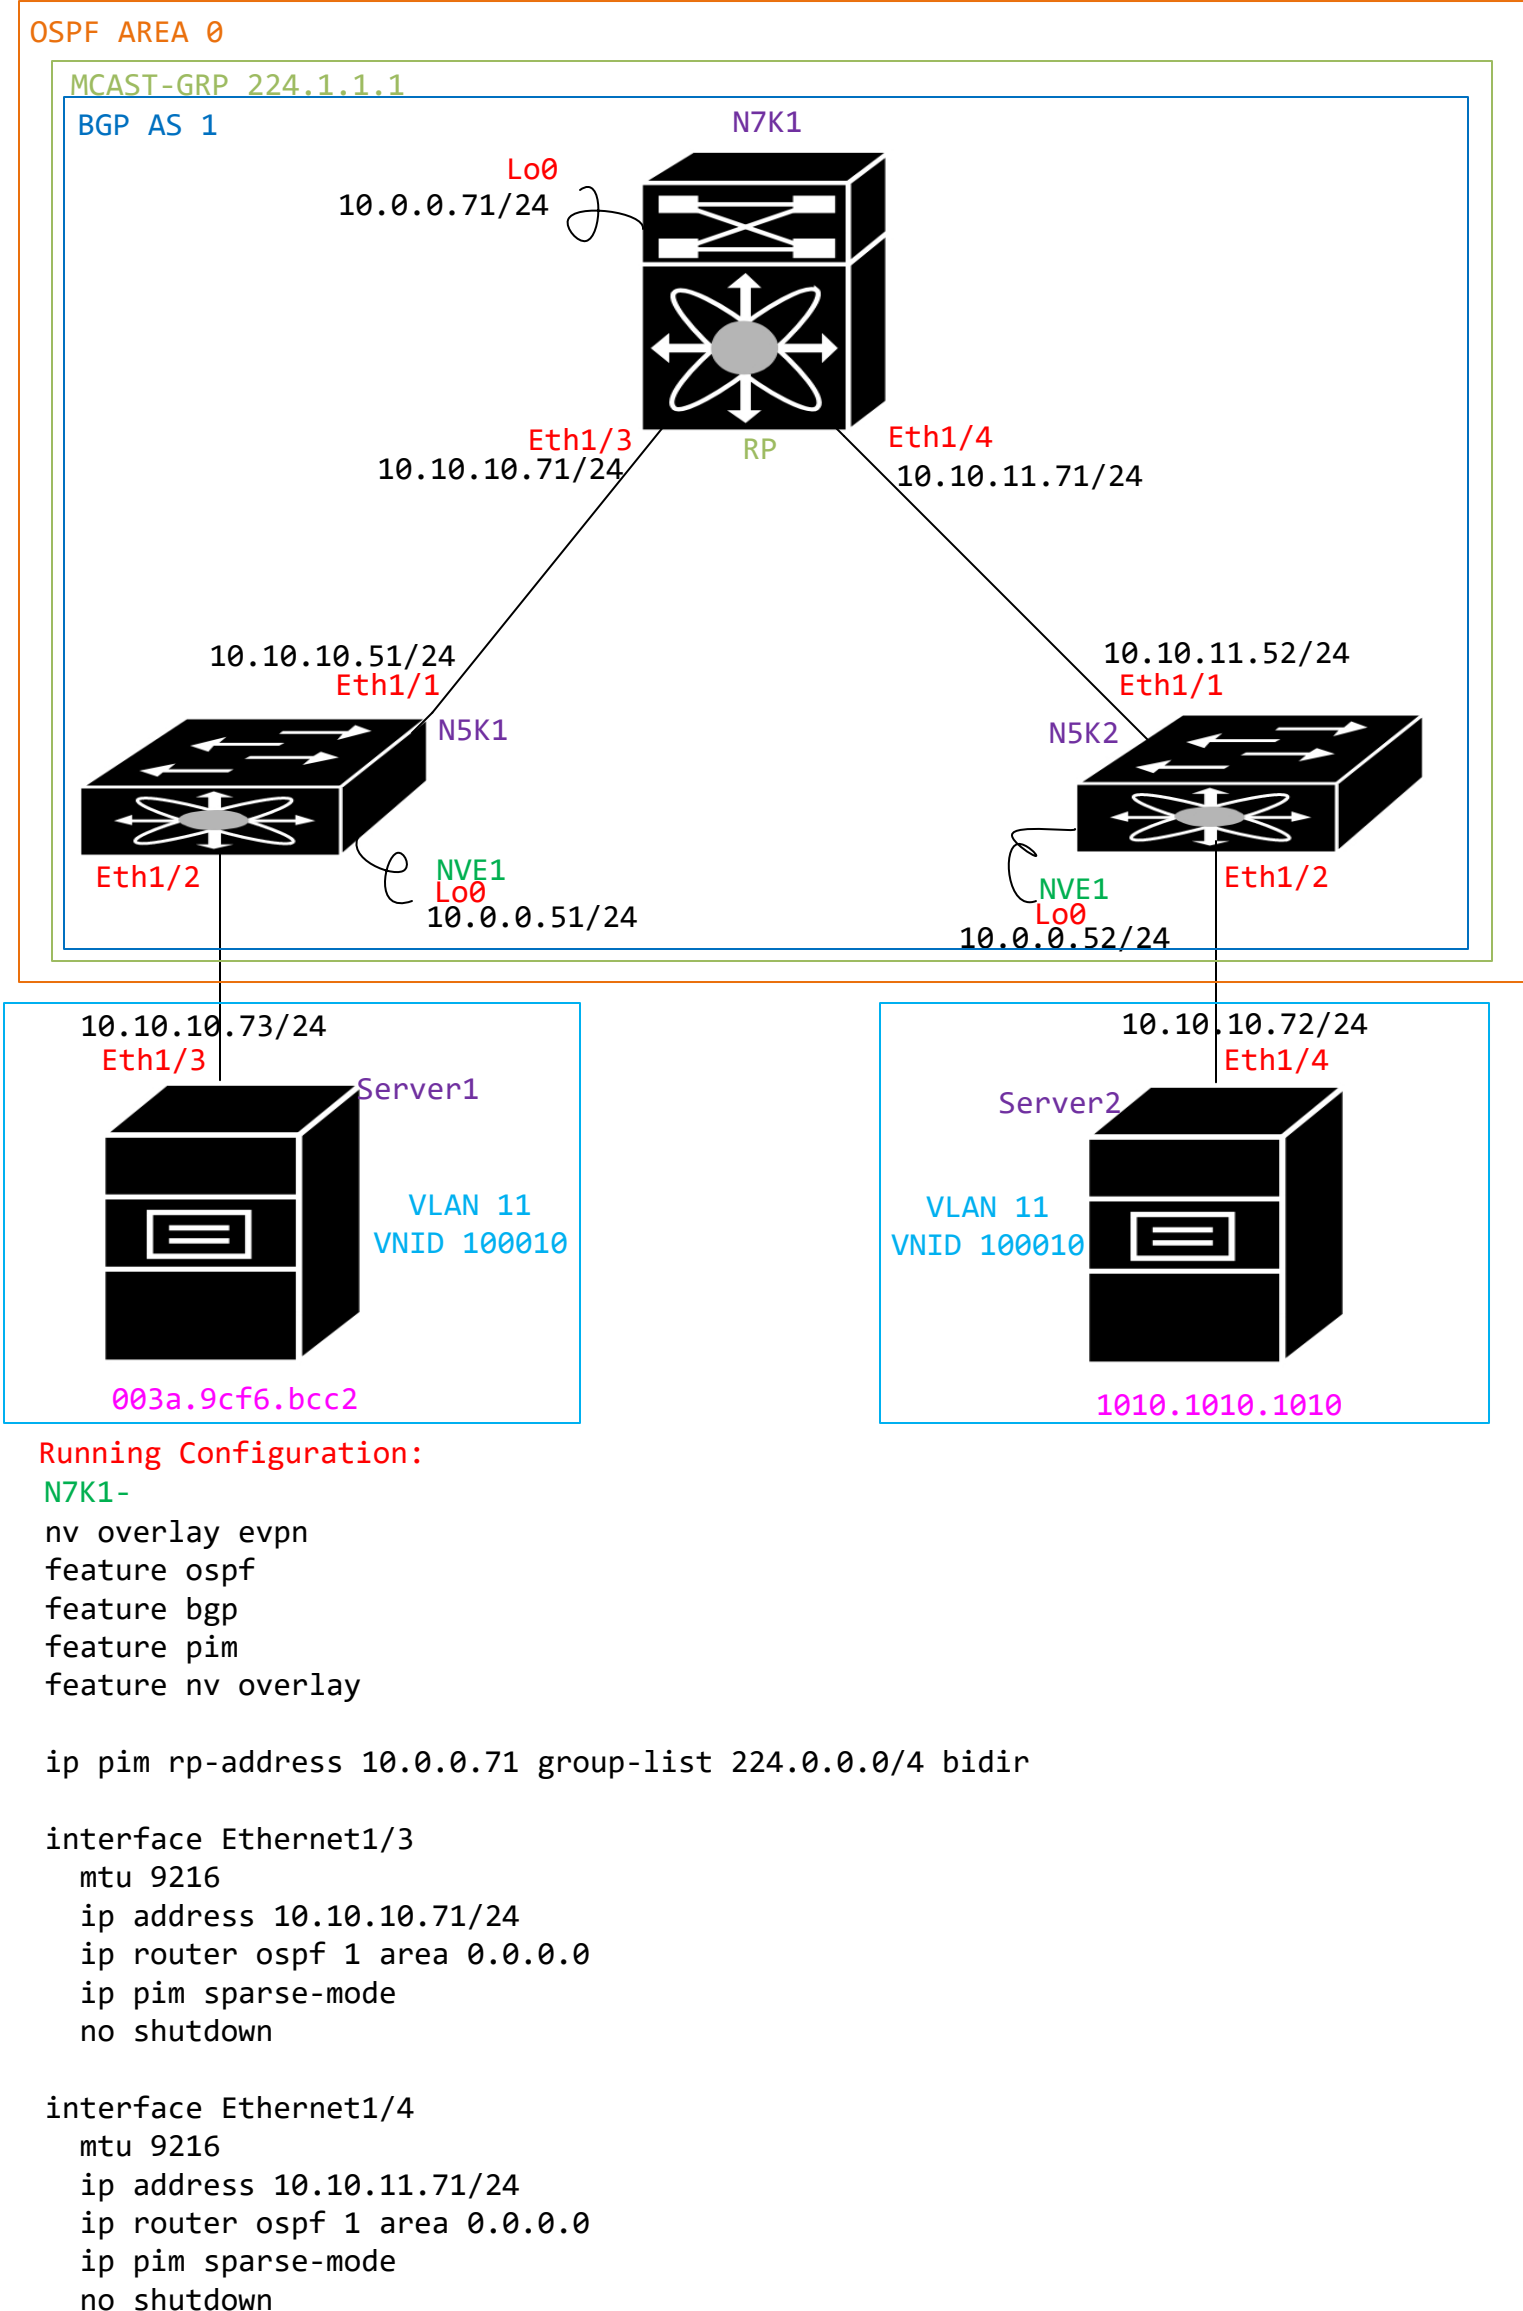 OSPF AREA 0
MCAST-GRP 224.1.1.1
BGP AS 1
N7K1
Lo0
10.0.0.71/24
Eth1/3
10.10.10.71/24
RP
Eth1/4
10.10.11.71/24
10.10.10.51/24
Eth1/1
N5K1
10.10.11.52/24
Eth1/1
N5K2
Eth1/2
NVE1
Lo0
10.0.0.51/24
NVE1
Lo0
10.0.0.52/24
Eth1/2
10.10.10.73/24
Eth1/3
Server1
VLAN 11
VNID 100010
003a.9cf6.bcc2
10.10.10.72/24
Eth1/4
Server2
VLAN 11
VNID 100010
1010.1010.1010
Running Configuration:
N7K1-
nv overlay evpn
feature ospf
feature bgp
feature pim
feature nv overlay
ip pim rp-address 10.0.0.71 group-list 224.0.0.0/4 bidir
interface Ethernet1/3
mtu 9216
ip address 10.10.10.71/24
ip router ospf 1 area 0.0.0.0
ip pim sparse-mode
no shutdown
interface Ethernet1/4
mtu 9216
ip address 10.10.11.71/24
ip router ospf 1 area 0.0.0.0
ip pim sparse-mode
no shutdown